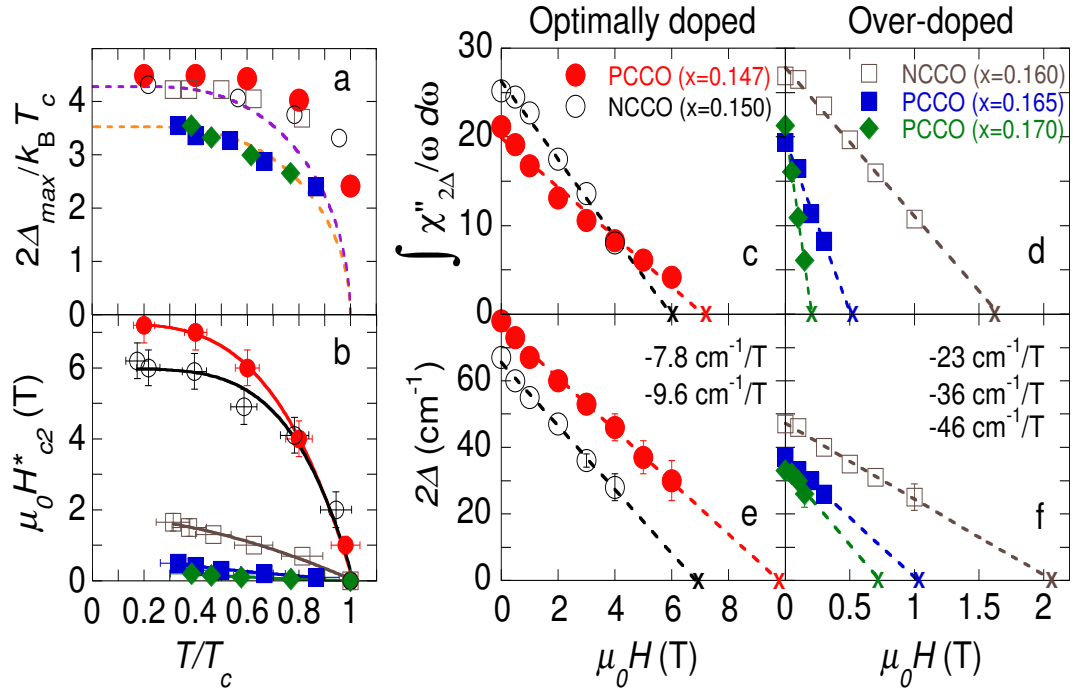 Optimally doped
Over-doped
a
2Δmax/kB Tc
4
3
2
1
0
b
μ0H*c2 (T)
8
6
4
2
0
0 0.2 0.4 0.6 0.8 1
T/Tc
∫ χ''2Δ/ω dω
30
20
10
0
PCCO (x=0.147)
NCCO (x=0.150)
c
x x
NCCO (x=0.160)
PCCO (x=0.165)
PCCO (x=0.170)
d
x x x
2Δ (cm⁻¹)
60
40
20
0
-7.8 cm⁻¹/T
-9.6 cm⁻¹/T
e
x x
0 2 4 6 8
μ0H (T)
-23 cm⁻¹/T
-36 cm⁻¹/T
-46 cm⁻¹/T
f
x x x
0 0.5 1 1.5 2
μ0H (T)